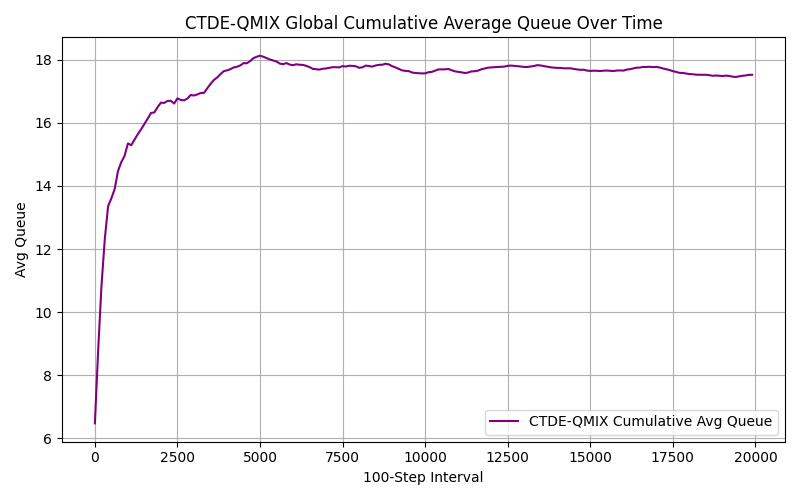 CTDE-QMIX Global Cumulative Average Queue Over Time
Avg Queue
18
16
14
12
10
8
6
0 2500 5000 7500 10000 12500 15000 17500 20000
100-Step Interval
CTDE-QMIX Cumulative Avg Queue